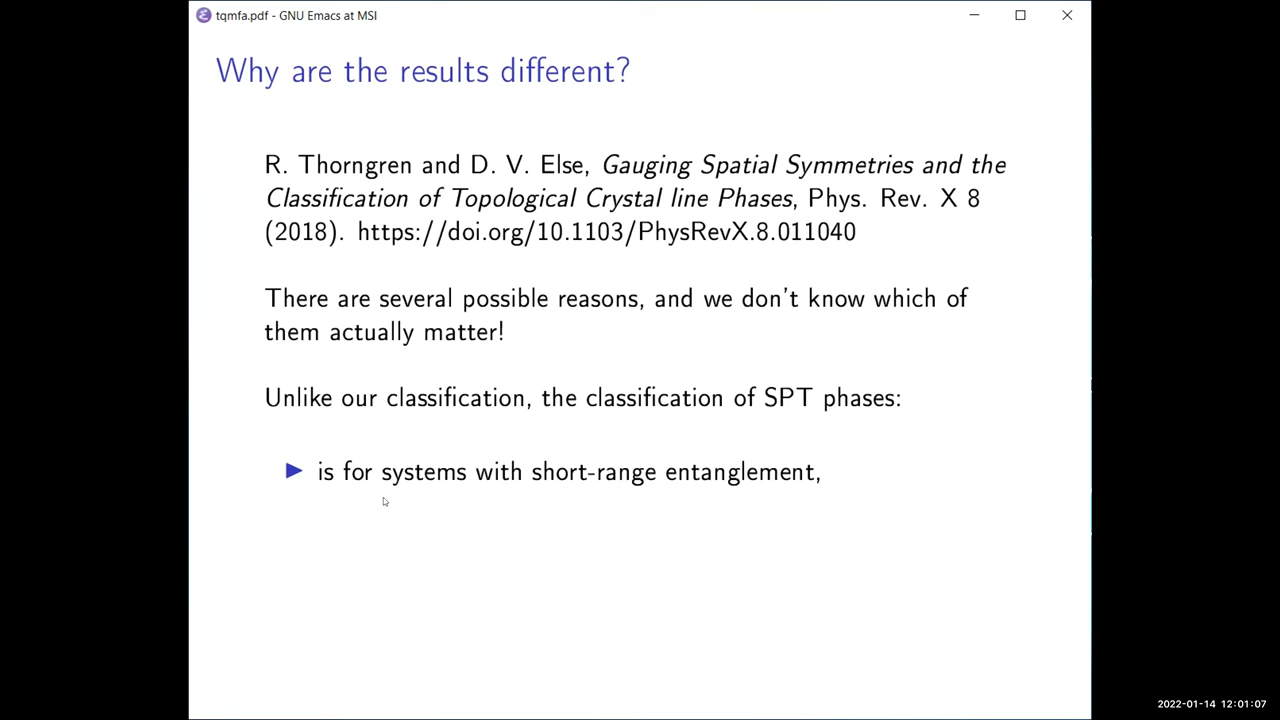 tqmfa.pdf - GNU Emacs at MSI
Why are the results different?
R. Thorngren and D. V. Else, Gauging Spatial Symmetries and the
Classification of Topological Crystal line Phases, Phys. Rev. X 8
(2018). https://doi.org/10.1103/PhysRevX.8.011040
There are several possible reasons, and we don't know which of
them actually matter!
Unlike our classification, the classification of SPT phases:
▶ is for systems with short-range entanglement,
2022-01-14 12:01:07